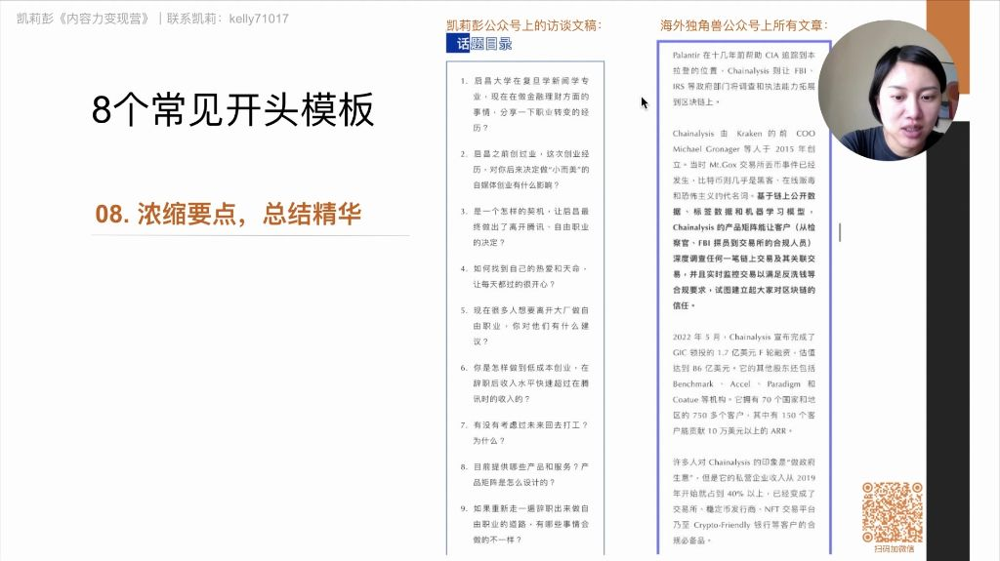 凯莉彭《内容力变现营》｜联系凯莉：kelly71017
8个常见开头模板
08. 浓缩要点，总结精华
凯莉彭公众号上的访谈文稿：
话题目录
1. 启昌大学在复旦学新闻学专
业，现在在做金融理财方面的
事情，分享一下职业转变的经
历？
2. 启昌之前创过业，这次创业经
历，对你后来决定做“小而美”的
自媒体创业有什么影响？
3. 是一个怎样的契机，让启昌最
终做出了离开腾讯、自由职业
的决定？
4. 如何找到自己的热爱和天命，
让每天都过的很开心？
5. 现在很多人想要离开大厂做自
由职业，你对他们有什么建
议？
6. 你是怎样做到低成本创业，在
辞职后收入水平快速超过在腾
讯时的收入的？
7. 有没有考虑过未来回去打工？
为什么？
8. 目前提供哪些产品和服务？产
品矩阵是怎么设计的？
9. 如果重新走一遍辞职出来做自
由职业的道路，有哪些事情会
做的不一样？
海外独角兽公众号上所有文章：
Palantir 在十几年前帮助 CIA 追踪到本
拉登的位置，Chainalysis 则让 FBI、
IRS 等政府部门将调查和执法能力拓展
到区块链上。
Chainalysis 由 Kraken 的前 COO
Michael Gronager 等人于 2015 年创
立。当时 Mt.Gox 交易所丢币事件已经
发生，比特币则几乎是黑客、在线贩毒
和恐怖主义的代名词。基于链上公开数
据、标签数据和机器学习模型，
Chainalysis 的产品矩阵能让客户（从检
察官、FBI 探员到交易所的合规人员）
深度调查任何一笔链上交易及其关联交
易，并且实时监控交易以满足反洗钱等
合规要求，试图建立起大家对区块链的
信任。
2022 年 5 月，Chainalysis 宣布完成了
GIC 领投的 1.7 亿美元 F 轮融资，估值
达到 86 亿美元。它的其他股东还包括
Benchmark 、 Accel 、 Paradigm 和
Coatue 等机构。它拥有 70 个国家和地
区的 750 多个客户，其中有 150 个客
户能贡献 10 万美元以上的 ARR。
许多人对 Chainalysis 的印象是“做政府
生意”，但是它的私营企业收入从 2019
年开始就占到 40% 以上，已经变成了
交易所、稳定币发行商、NFT 交易平台
乃至 Crypto-Friendly 银行等客户的合
规必备品。
扫码加微信